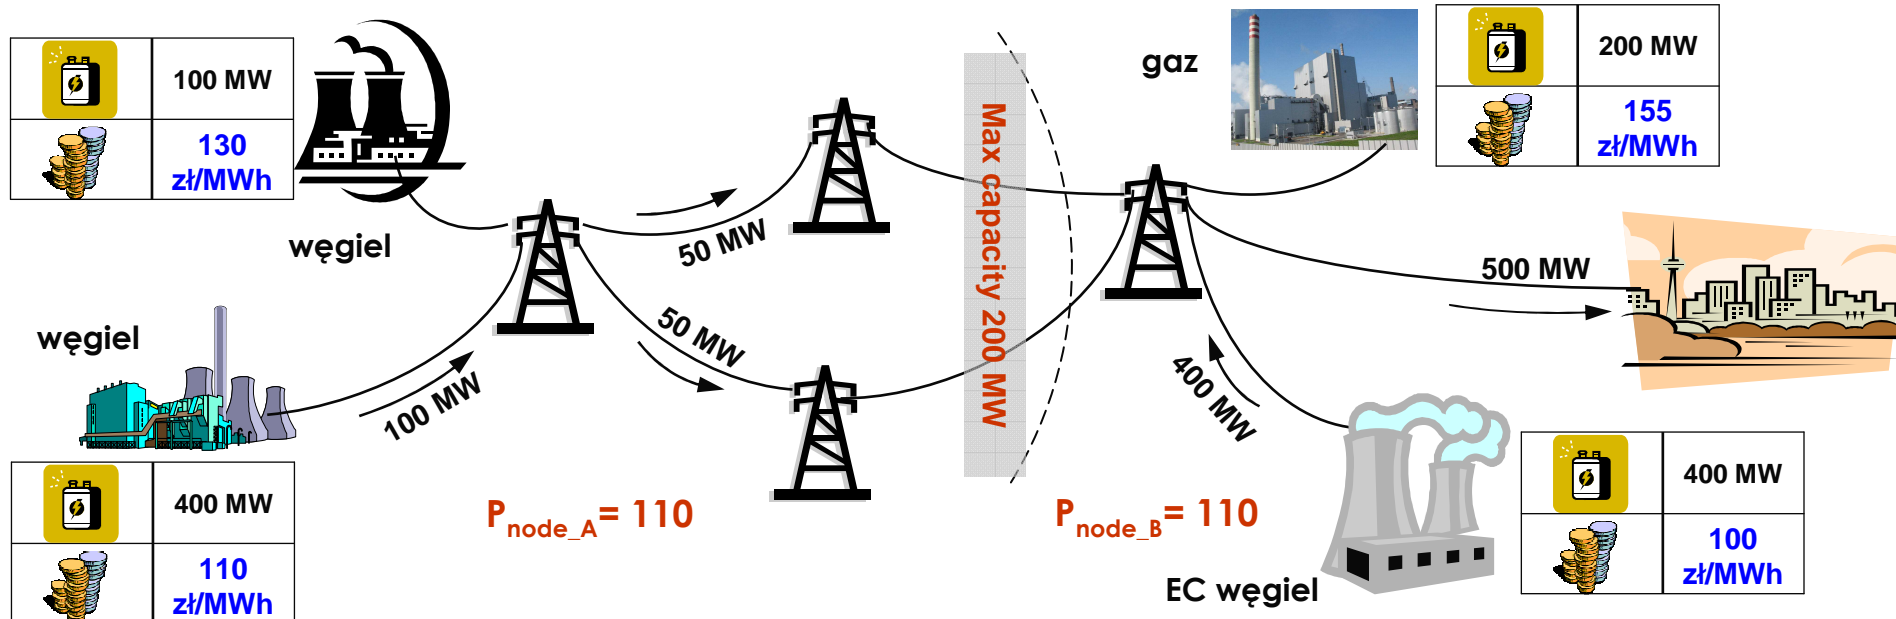 100 MW
130
zł/MWh
węgiel
węgiel
100 MW
400 MW
110
zł/MWh
50 MW
50 MW
P node_A = 110
Max capacity 200 MW
P node_B = 110
gaz
200 MW
155
zł/MWh
500 MW
400 MW
EC węgiel
400 MW
100
zł/MWh